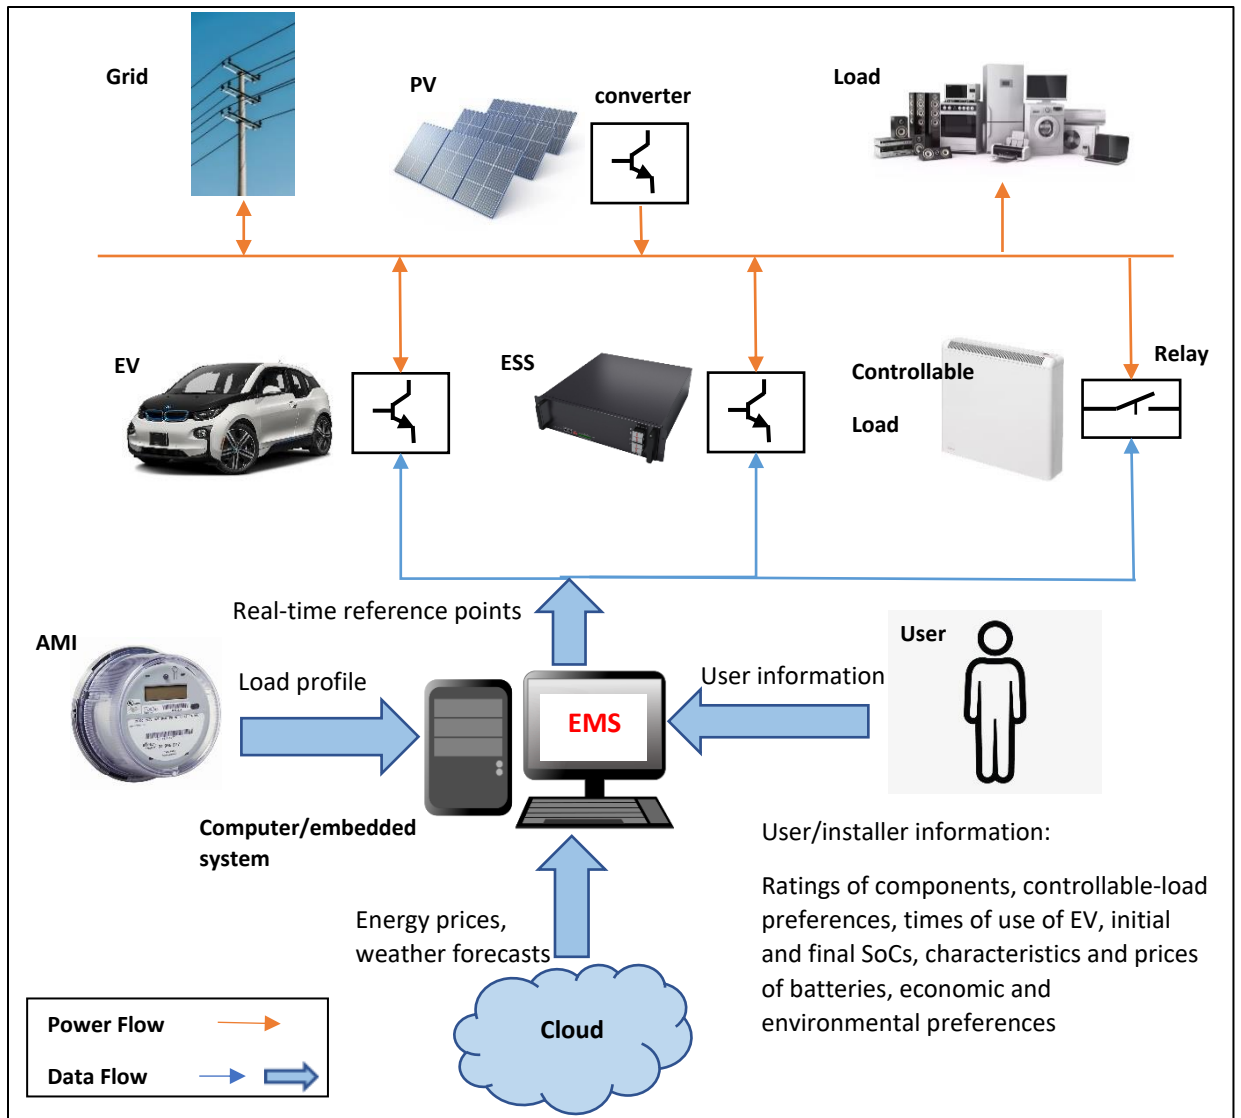 Grid
PV
converter
Load
EV
ESS
Controllable
Load
Relay
Real-time reference points
AMI
Load profile
EMS
User information
User
Computer/embedded
system
Energy prices,
weather forecasts
Cloud
User/installer information:
Ratings of components, controllable-load
preferences, times of use of EV, initial
and final SoCs, characteristics and prices
of batteries, economic and
environmental preferences
Power Flow
Data Flow